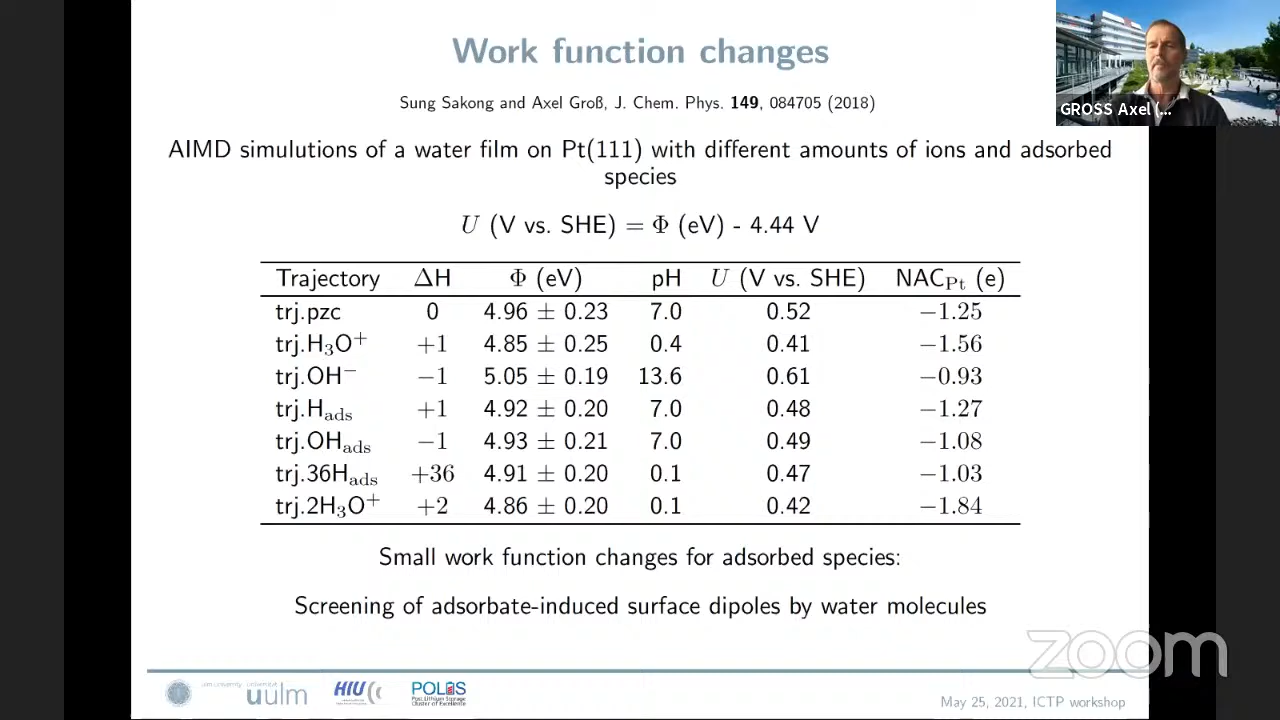 Work function changes
GROSS Axel (...
Sung Sakong and Axel Groß, J. Chem. Phys. 149, 084705 (2018)
AIMD simulutions of a water film on Pt(111) with different amounts of ions and adsorbed
species
U (V vs. SHE) = Φ (eV) - 4.44 V
Trajectory ΔH Φ (eV) pH U (V vs. SHE) NAC_Pt (e)
trj.pzc 0 4.96 ± 0.23 7.0 0.52 −1.25
trj.H₃O⁺ +1 4.85 ± 0.25 0.4 0.41 −1.56
trj.OH⁻ −1 5.05 ± 0.19 13.6 0.61 −0.93
trj.H_ads +1 4.92 ± 0.20 7.0 0.48 −1.27
trj.OH_ads −1 4.93 ± 0.21 7.0 0.49 −1.08
trj.36H_ads +36 4.91 ± 0.20 0.1 0.47 −1.03
trj.2H₃O⁺ +2 4.86 ± 0.20 0.1 0.42 −1.84
Small work function changes for adsorbed species:
Screening of adsorbate-induced surface dipoles by water molecules
zoom
uulm
HIU
POLiS
Cluster of Excellence
May 25, 2021, ICTP workshop